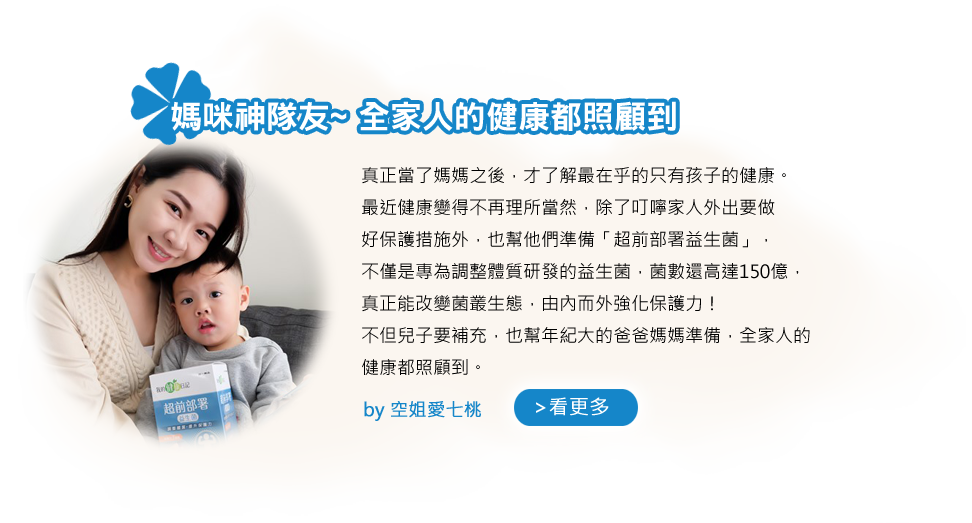 媽咪神隊友~ 全家人的健康都照顧到
真正當了媽媽之後，才了解最在乎的只有孩子的健康。
最近健康變得不再理所當然，除了叮嚀家人外出要做
好保護措施外，也幫他們準備「超前部署益生菌」，
不僅是專為調整體質研發的益生菌，菌數還高達150億，
真正能改變菌叢生態，由內而外強化保護力！
不但兒子要補充，也幫年紀大的爸爸媽媽準備，全家人的
健康都照顧到。
by 空姐愛七桃
>看更多
超前部署
益生菌